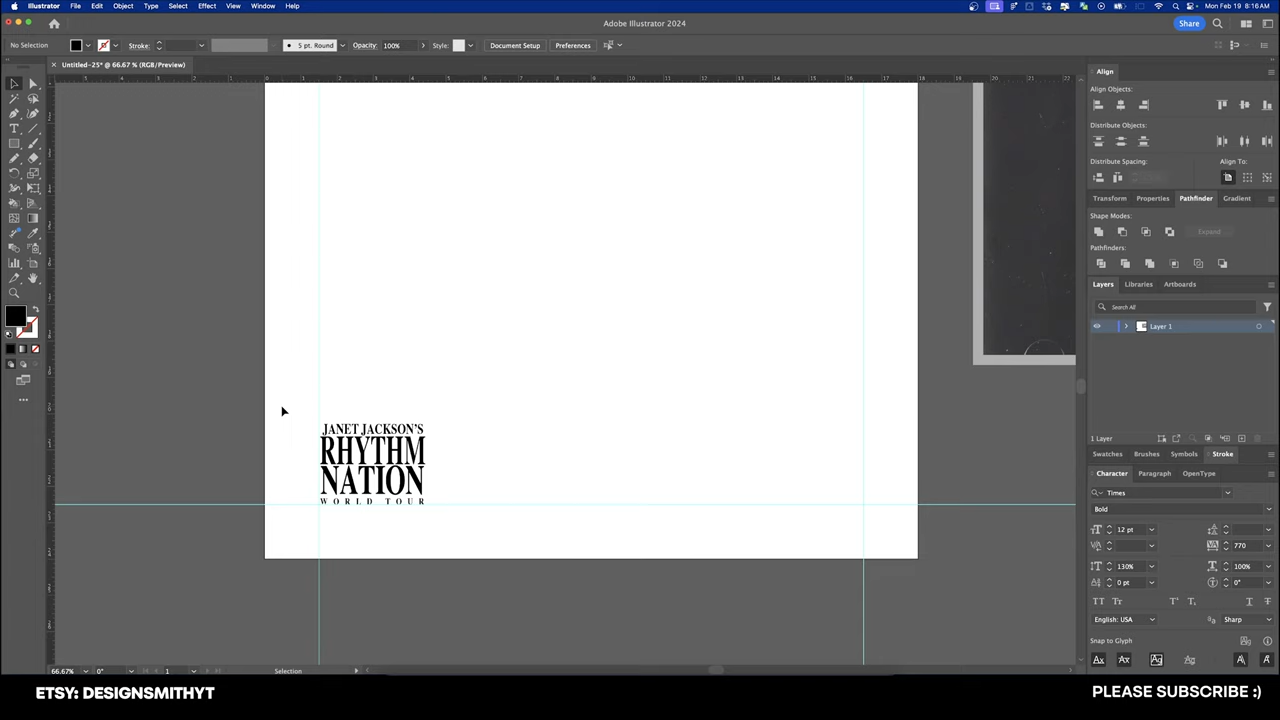 Illustrator File Edit Object Type Select Effect View Window Help
Mon Feb 19 8:16 AM
Adobe Illustrator 2024
Share
No Selection
Stroke:
5 pt. Round
Opacity: 100%
Style:
Document Setup
Preferences
Untitled-25* @ 66.67 % (RGB/Preview)
Align
Align Objects:
Distribute Objects:
Distribute Spacing:
Align To:
Transform Properties Pathfinder Gradient
Shape Modes:
Expand
Pathfinders:
Layers Libraries Artboards
Search All
Layer 1
1 Layer
Swatches Brushes Symbols Stroke
Character Paragraph OpenType
Times
Bold
12 pt
770
130% 100%
0 pt 0°
English: USA
Sharp
Snap to Glyph
JANET JACKSON'S
RHYTHM
NATION
WORLD TOUR
66.67% 0° 1 Selection
ETSY: DESIGNSMITHYT
PLEASE SUBSCRIBE :)